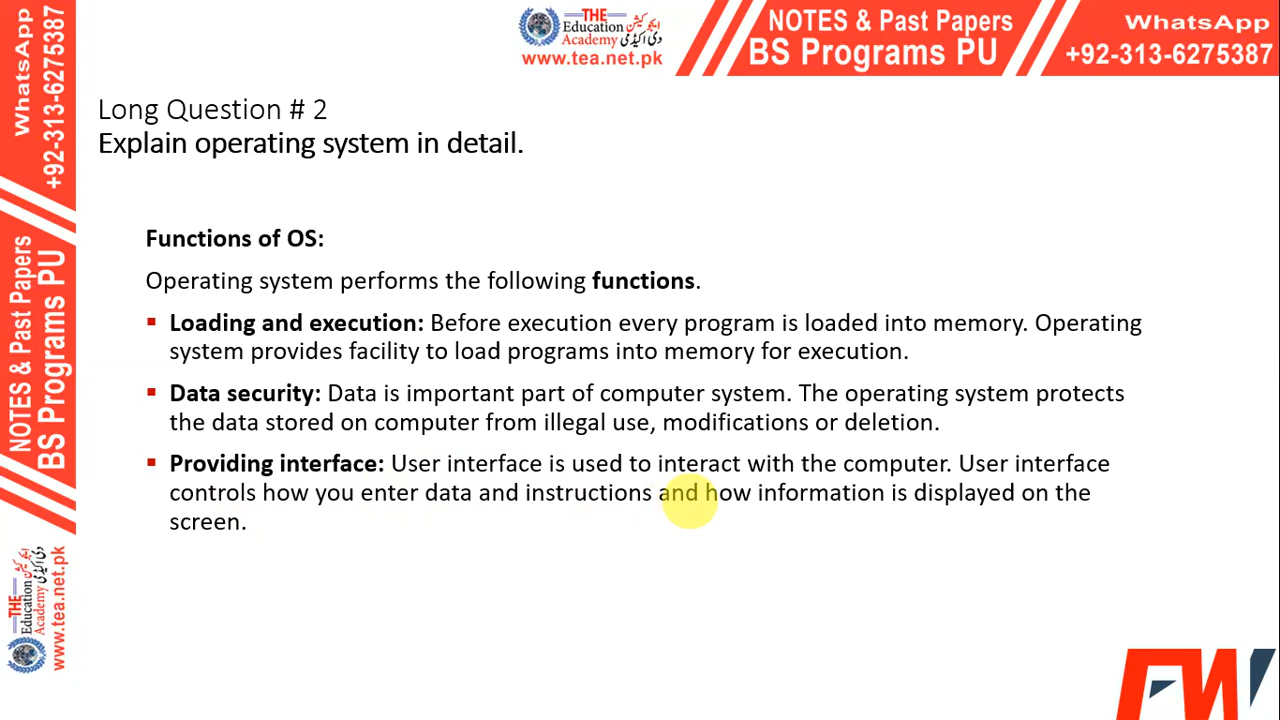 THE
Education
Academy
ایجوکیشن
دی اکیڈمی
www.tea.net.pk
NOTES & Past Papers
BS Programs PU
WhatsApp
+92-313-6275387
WhatsApp
+92-313-6275387
NOTES & Past Papers
BS Programs PU
THE
Education
Academy
ایجوکیشن
دی اکیڈمی
www.tea.net.pk
Long Question # 2
Explain operating system in detail.
Functions of OS:
Operating system performs the following functions.
▪ Loading and execution: Before execution every program is loaded into memory. Operating
system provides facility to load programs into memory for execution.
▪ Data security: Data is important part of computer system. The operating system protects
the data stored on computer from illegal use, modifications or deletion.
▪ Providing interface: User interface is used to interact with the computer. User interface
controls how you enter data and instructions and how information is displayed on the
screen.